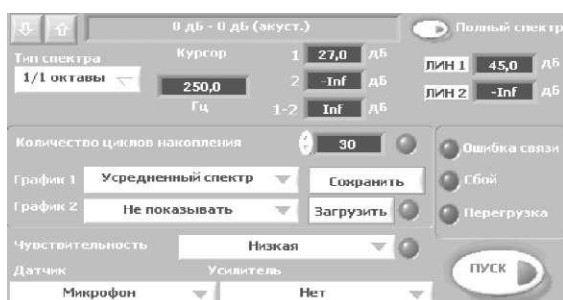 0 дБ - 0 дБ (акуст.)
Полный спектр
Тип спектра
Курсор
1 27,0 дБ
ЛИН 1 45,0 дБ
1/1 октавы
250,0
2 -Inf дБ
ЛИН 2 -Inf дБ
Гц
1-2 Inf дБ
Количество циклов накопления 30
Ошибка связи
График 1 Усредненный спектр Сохранить
Сбой
График 2 Не показывать Загрузить
Перегрузка
Чувствительность Низкая
Датчик Усилитель
ПУСК
Микрофон Нет